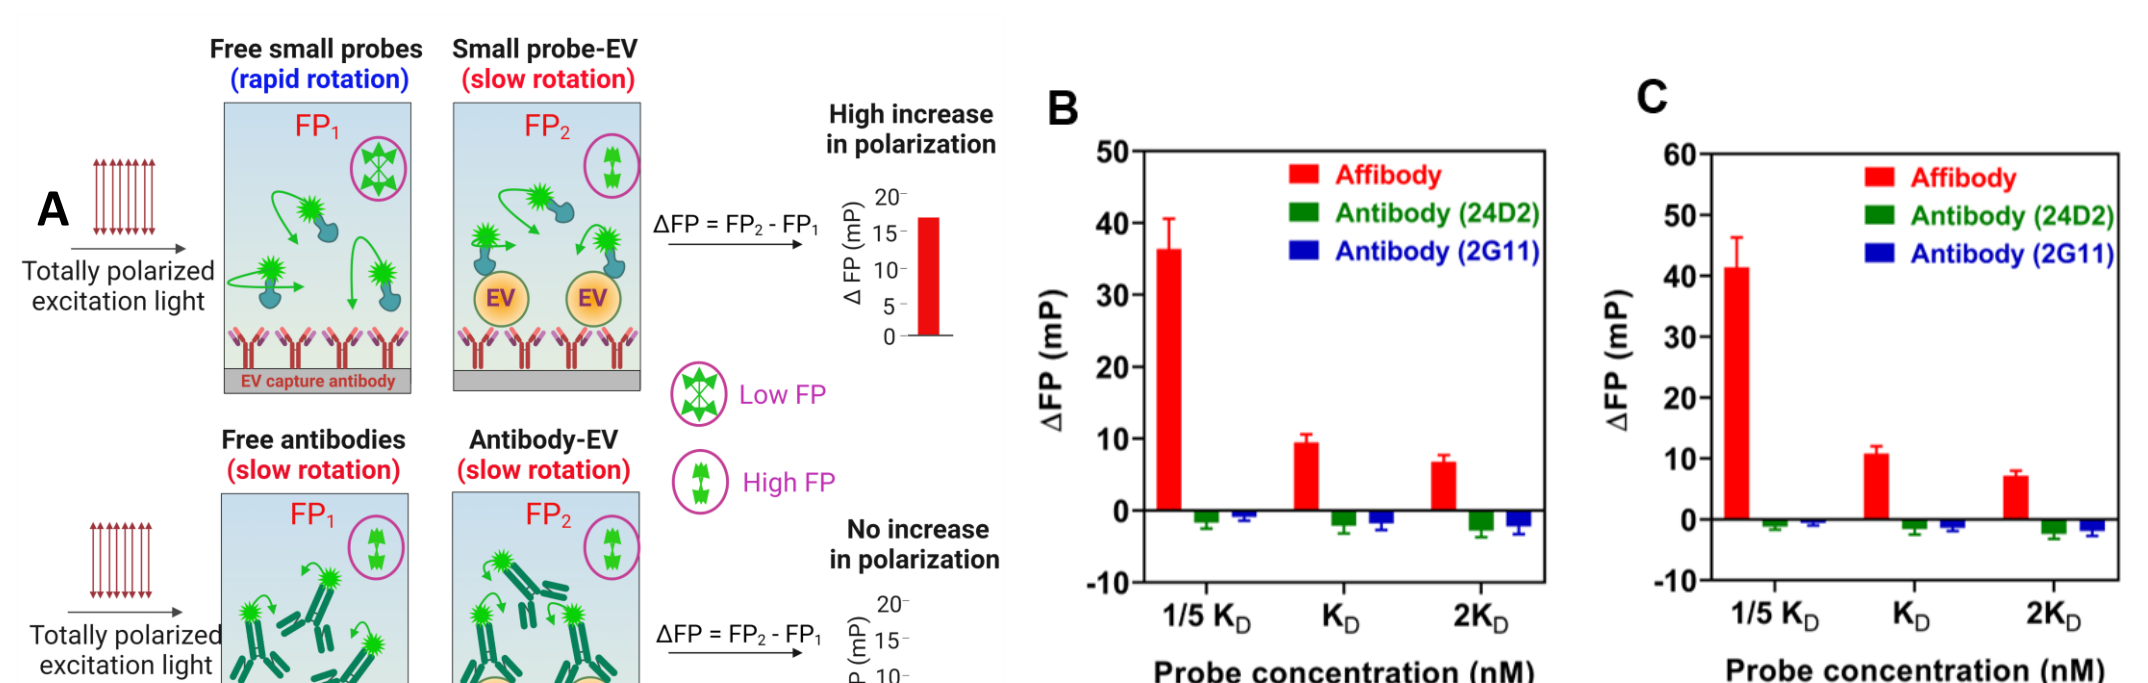 A
Free small probes
(rapid rotation)
Small probe-EV
(slow rotation)
FP1
FP2
Totally polarized
excitation light
EV
EV
EV capture antibody
ΔFP = FP2 - FP1
High increase
in polarization
Δ FP (mP)
20
15
10
5
0
Low FP
High FP
Free antibodies
(slow rotation)
Antibody-EV
(slow rotation)
FP1
FP2
Totally polarized
excitation light
ΔFP = FP2 - FP1
No increase
in polarization
P (mP)
20
15
10
B
ΔFP (mP)
50
40
30
20
10
0
-10
Affibody
Antibody (24D2)
Antibody (2G11)
1/5 KD
KD
2KD
Probe concentration (nM)
C
ΔFP (mP)
60
50
40
30
20
10
0
-10
Affibody
Antibody (24D2)
Antibody (2G11)
1/5 KD
KD
2KD
Probe concentration (nM)